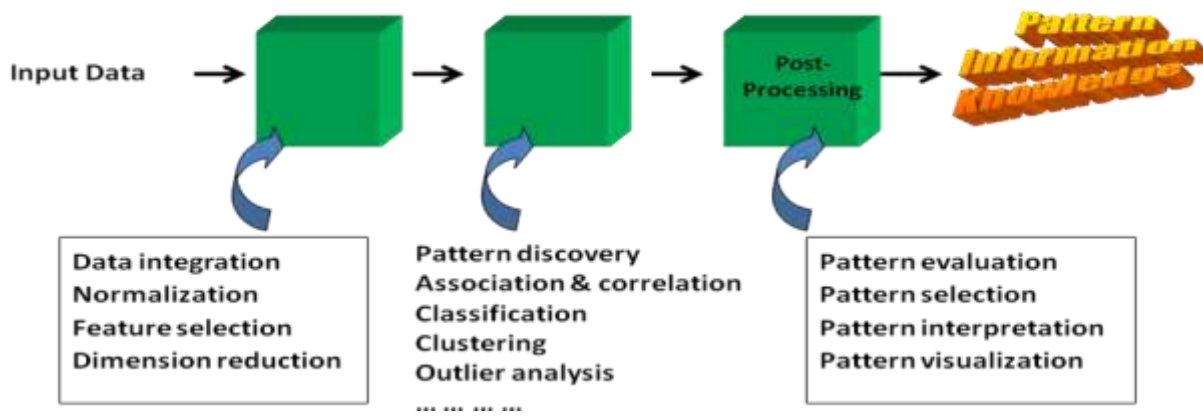 Input Data
Post-
Processing
Pattern
Information
Knowledge
Data integration
Normalization
Feature selection
Dimension reduction
Pattern discovery
Association & correlation
Classification
Clustering
Outlier analysis
... ... ... ...
Pattern evaluation
Pattern selection
Pattern interpretation
Pattern visualization